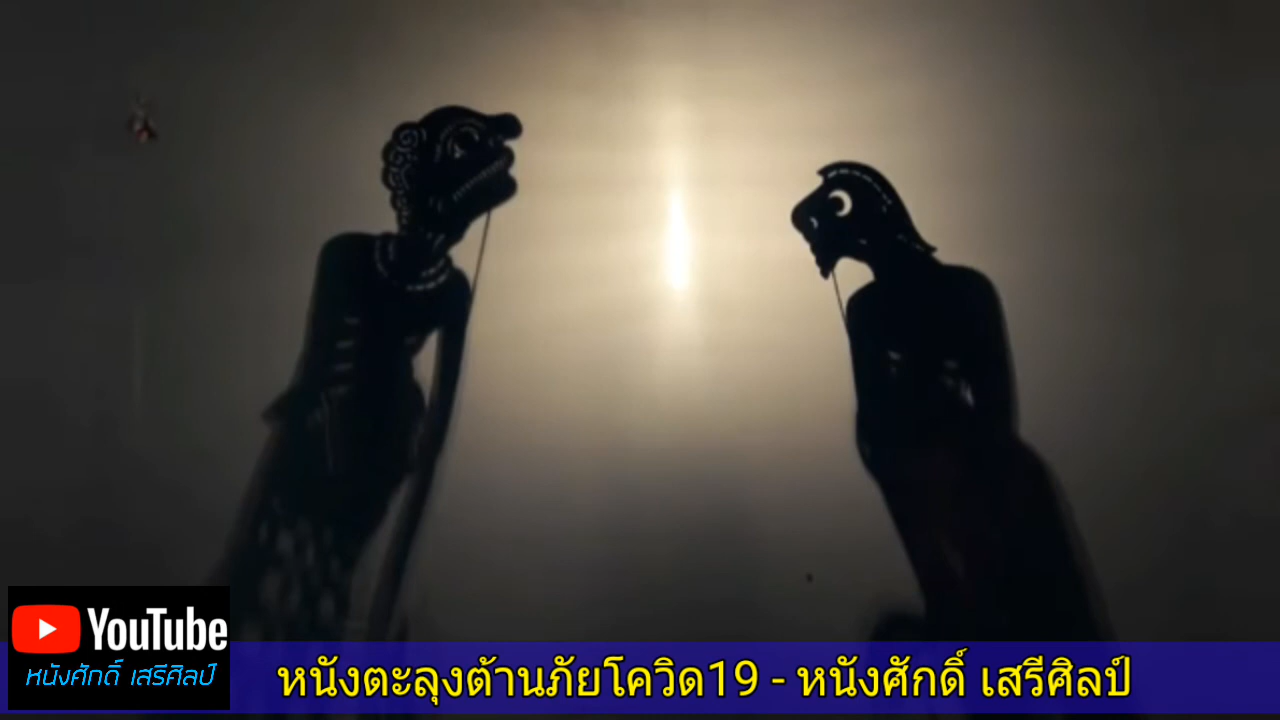 YouTube
หนังศักดิ์ เสรีศิลป์
หนังตะลุงต้านภัยโควิด19 - หนังศักดิ์ เสรีศิลป์